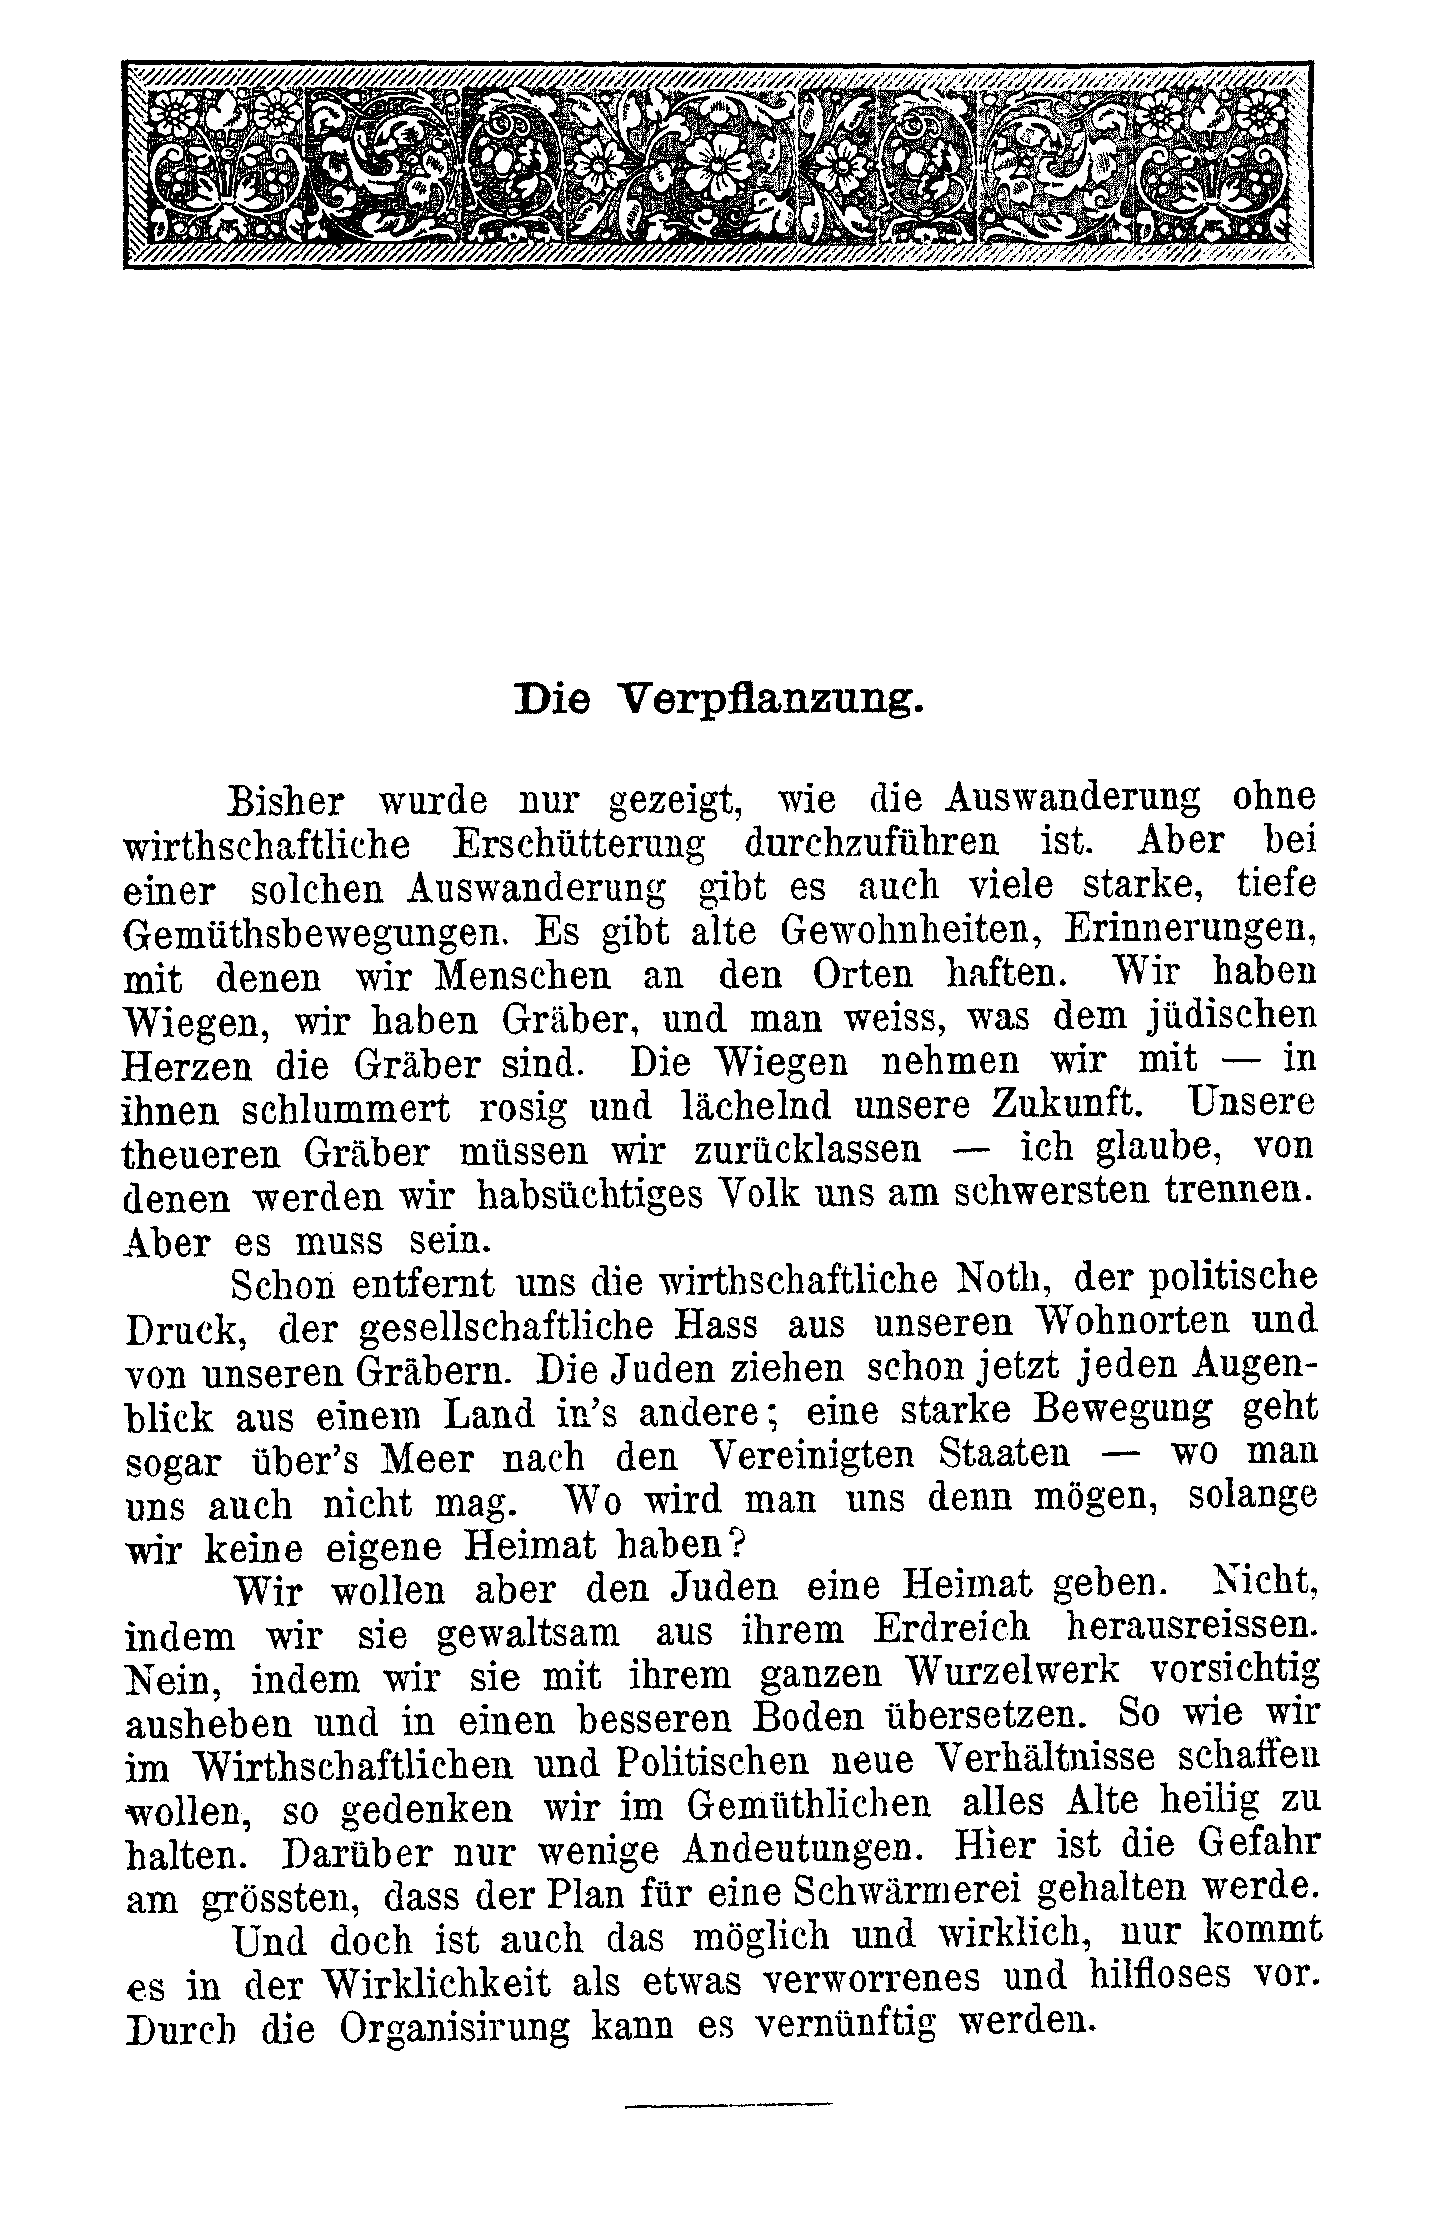 Die Verpflanzung.
Bisher wurde nur gezeigt, wie die Auswanderung ohne
wirthschaftliche Erschütterung durchzuführen ist. Aber bei
einer solchen Auswanderung gibt es auch viele starke, tiefe
Gemüthsbewegungen. Es gibt alte Gewohnheiten, Erinnerungen,
mit denen wir Menschen an den Orten haften. Wir haben
Wiegen, wir haben Gräber, und man weiss, was dem jüdischen
Herzen die Gräber sind. Die Wiegen nehmen wir mit — in
ihnen schlummert rosig und lächelnd unsere Zukunft. Unsere
theueren Gräber müssen wir zurücklassen — ich glaube, von
denen werden wir habsüchtiges Volk uns am schwersten trennen.
Aber es muss sein.
Schon entfernt uns die wirthschaftliche Noth, der politische
Druck, der gesellschaftliche Hass aus unseren Wohnorten und
von unseren Gräbern. Die Juden ziehen schon jetzt jeden Augen-
blick aus einem Land in's andere; eine starke Bewegung geht
sogar über's Meer nach den Vereinigten Staaten — wo man
uns auch nicht mag. Wo wird man uns denn mögen, solange
wir keine eigene Heimat haben?
Wir wollen aber den Juden eine Heimat geben. Nicht,
indem wir sie gewaltsam aus ihrem Erdreich herausreissen.
Nein, indem wir sie mit ihrem ganzen Wurzelwerk vorsichtig
ausheben und in einen besseren Boden übersetzen. So wie wir
im Wirthschaftlichen und Politischen neue Verhältnisse schaffen
wollen, so gedenken wir im Gemüthlichen alles Alte heilig zu
halten. Darüber nur wenige Andeutungen. Hier ist die Gefahr
am grössten, dass der Plan für eine Schwärmerei gehalten werde.
Und doch ist auch das möglich und wirklich, nur kommt
es in der Wirklichkeit als etwas verworrenes und hilfloses vor.
Durch die Organisirung kann es vernünftig werden.